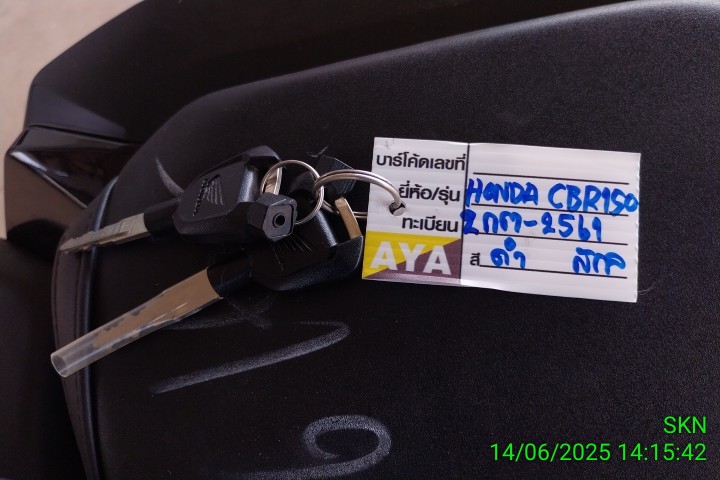 บาร์โค้ดเลขที่
ยี่ห้อ/รุ่น HONDA CBR150
ทะเบียน 2กก-2561
AYA สี ดำ
SKN
14/06/2025 14:15:42